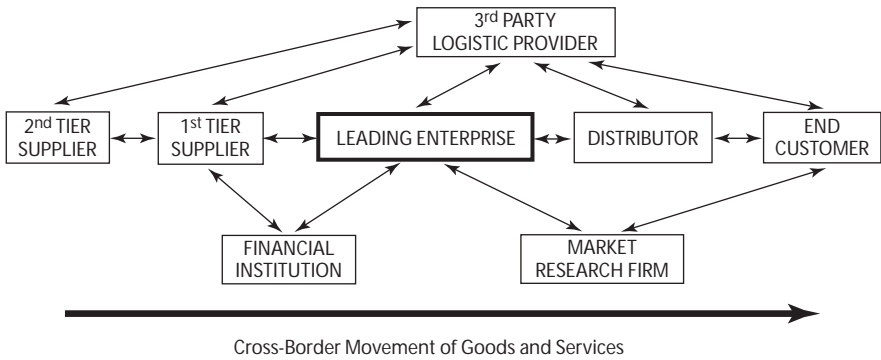 3rd PARTY
LOGISTIC PROVIDER
2nd TIER
SUPPLIER
1st TIER
SUPPLIER
LEADING ENTERPRISE
DISTRIBUTOR
END
CUSTOMER
FINANCIAL
INSTITUTION
MARKET
RESEARCH FIRM
Cross-Border Movement of Goods and Services